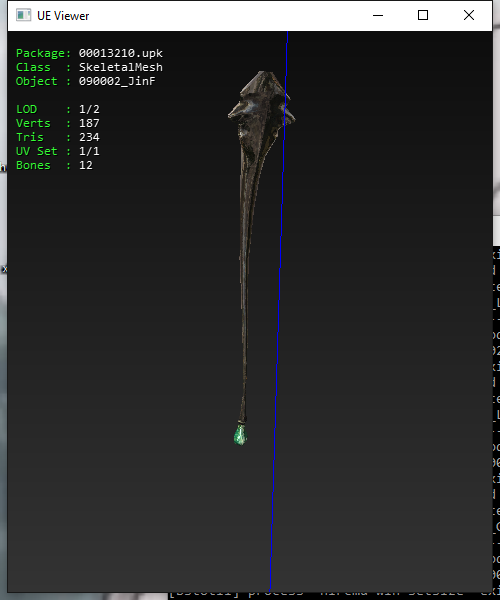 UE Viewer
Package: 00013210.upk
Class  : SkeletalMesh
Object : 090002_JinF
LOD    : 1/2
Verts  : 187
Tris   : 234
UV Set : 1/1
Bones  : 12